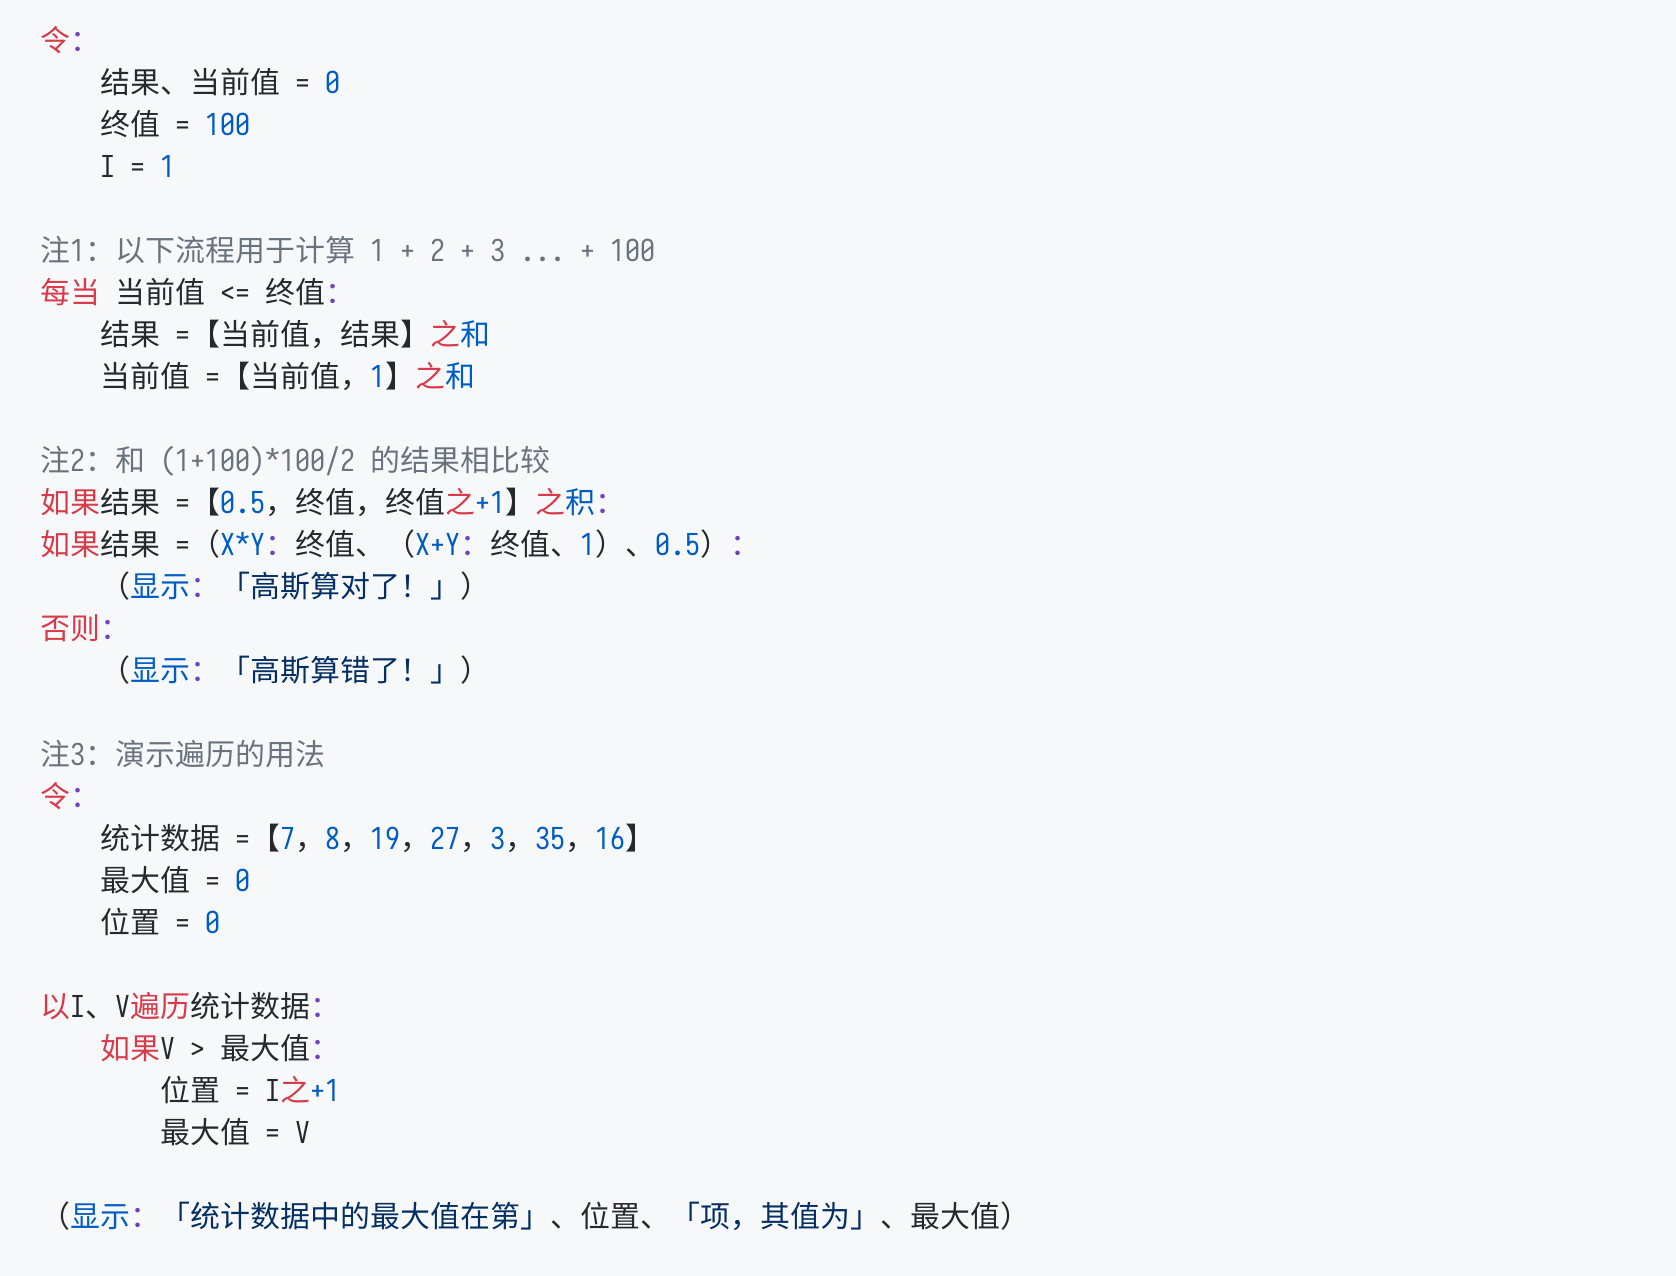 令：
    结果、当前值 = 0
    终值 = 100
    I = 1
注1：以下流程用于计算 1 + 2 + 3 ... + 100
每当 当前值 <= 终值：
    结果 =【当前值，结果】之和
    当前值 =【当前值，1】之和
注2：和 (1+100)*100/2 的结果相比较
如果结果 =【0.5，终值，终值之+1】之积：
如果结果 =（X*Y：终值、（X+Y：终值、1）、0.5）：
    （显示：「高斯算对了！」）
否则：
    （显示：「高斯算错了！」）
注3：演示遍历的用法
令：
    统计数据 =【7，8，19，27，3，35，16】
    最大值 = 0
    位置 = 0
以I、V遍历统计数据：
    如果V > 最大值：
        位置 = I之+1
        最大值 = V
（显示：「统计数据中的最大值在第」、位置、「项，其值为」、最大值）